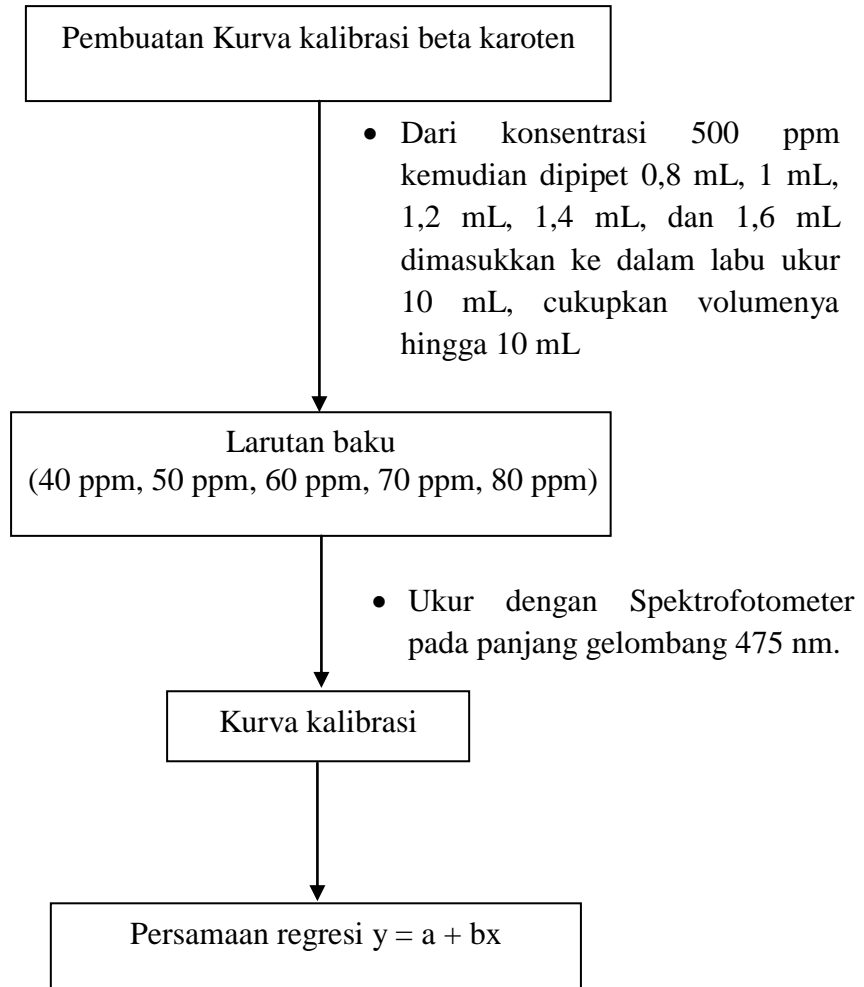 Pembuatan Kurva kalibrasi beta karoten
• Dari konsentrasi 500 ppm
kemudian dipipet 0,8 mL, 1 mL,
1,2 mL, 1,4 mL, dan 1,6 mL
dimasukkan ke dalam labu ukur
10 mL, cukupkan volumenya
hingga 10 mL
Larutan baku
(40 ppm, 50 ppm, 60 ppm, 70 ppm, 80 ppm)
• Ukur dengan Spektrofotometer
pada panjang gelombang 475 nm.
Kurva kalibrasi
Persamaan regresi y = a + bx